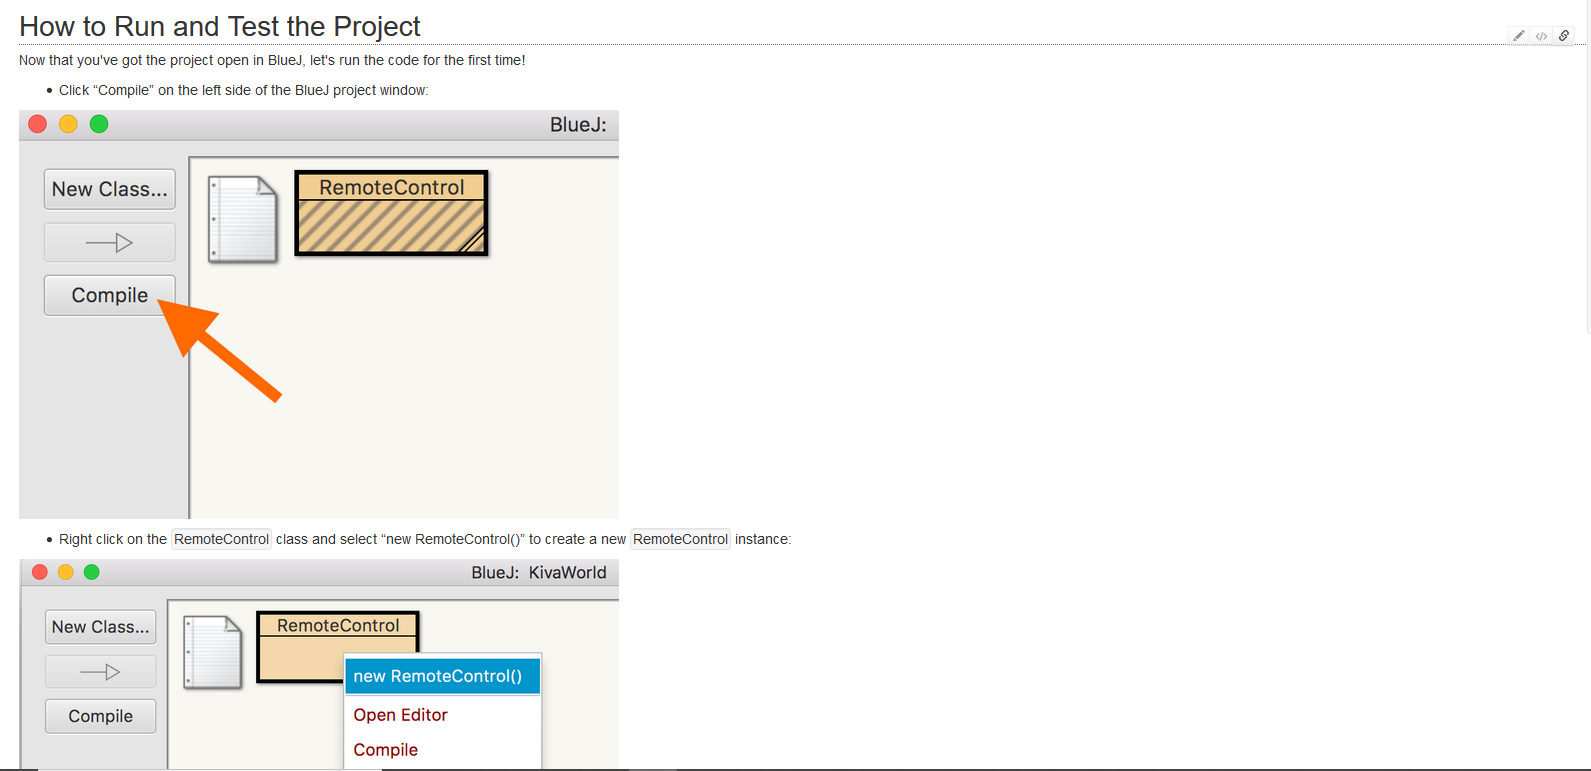 How to Run and Test the Project
Now that you've got the project open in BlueJ, let's run the code for the first time!
• Click “Compile” on the left side of the BlueJ project window:
BlueJ:
New Class...
RemoteControl
Compile
• Right click on the RemoteControl class and select “new RemoteControl()” to create a new RemoteControl instance:
BlueJ: KivaWorld
New Class...
RemoteControl
new RemoteControl()
Compile
Open Editor
Compile